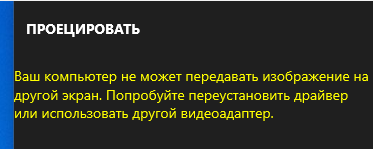 ПРОЕЦИРОВАТЬ
Ваш компьютер не может передавать изображение на
другой экран. Попробуйте переустановить драйвер
или использовать другой видеоадаптер.